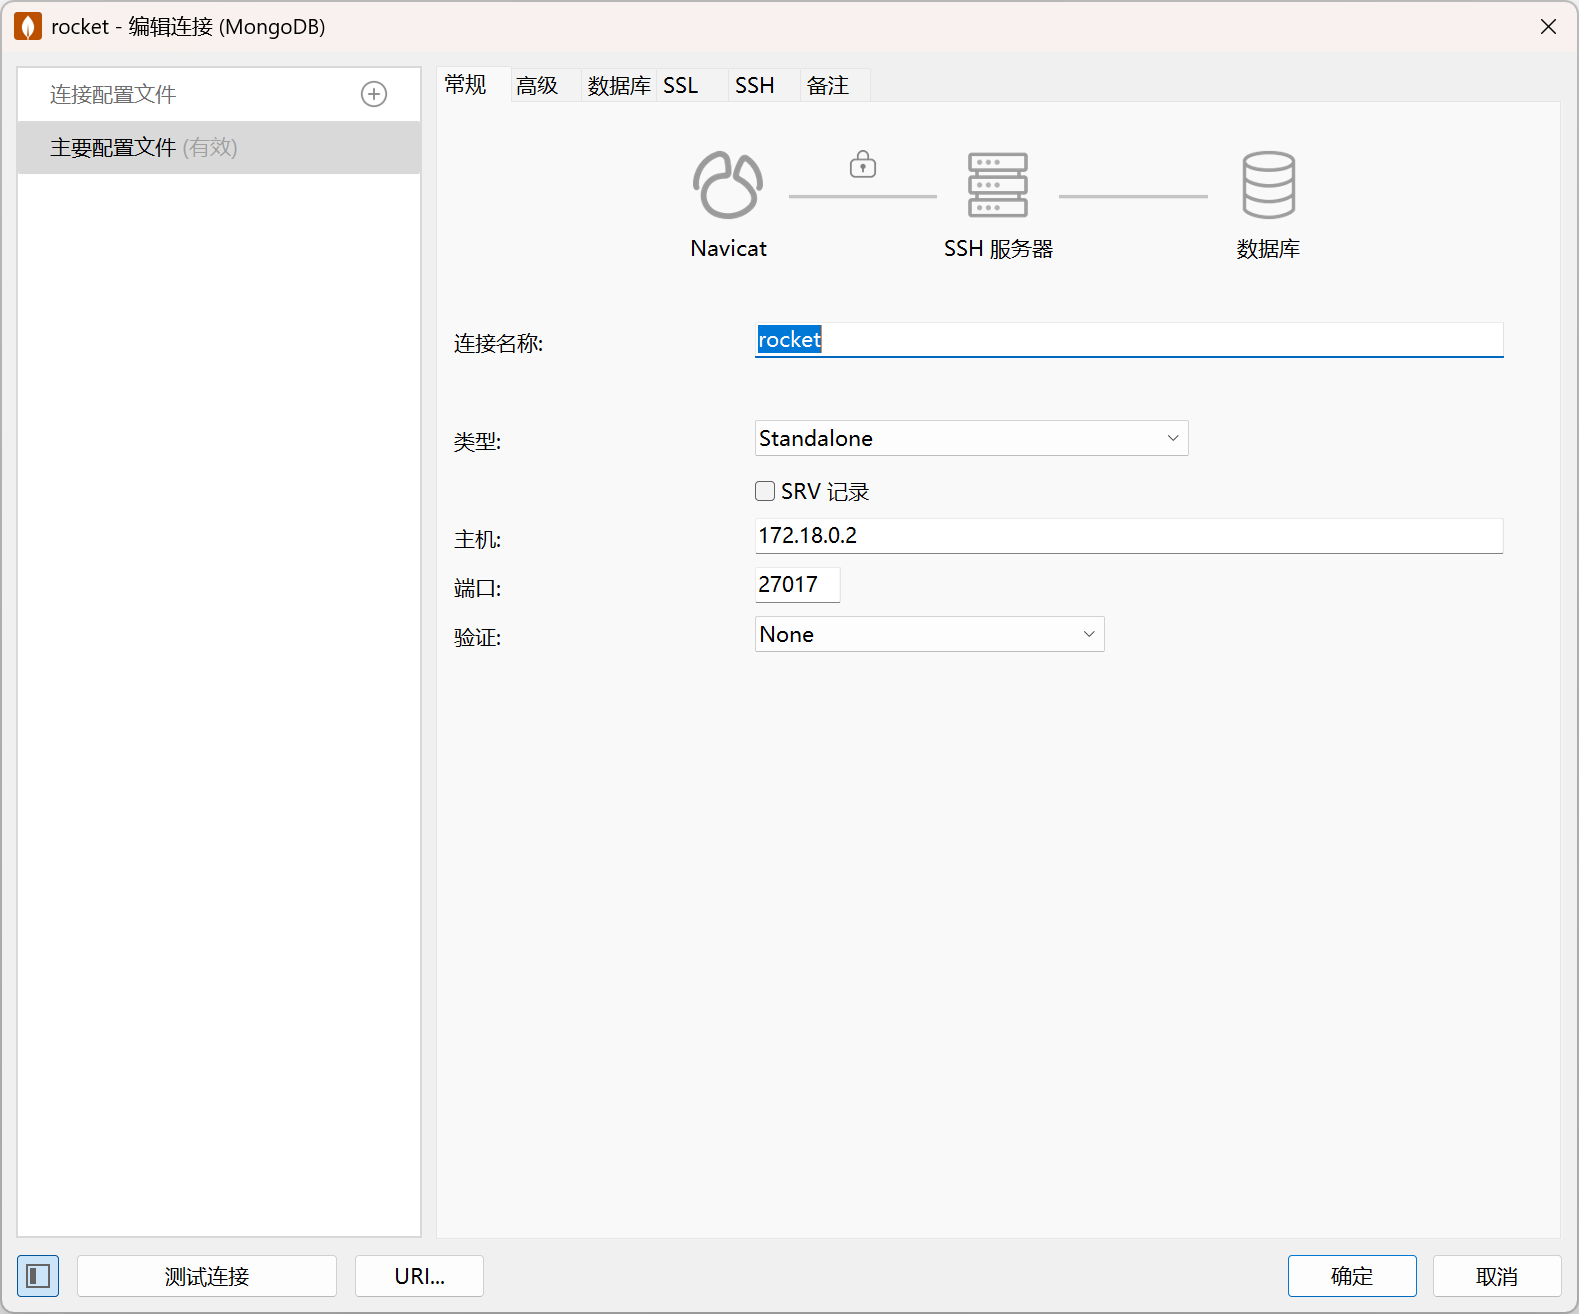 rocket - 编辑连接 (MongoDB)
连接配置文件
主要配置文件 (有效)
常规 高级 数据库 SSL SSH 备注
Navicat SSH 服务器 数据库
连接名称: rocket
类型: Standalone
SRV 记录
主机: 172.18.0.2
端口: 27017
验证: None
测试连接 URI... 确定 取消